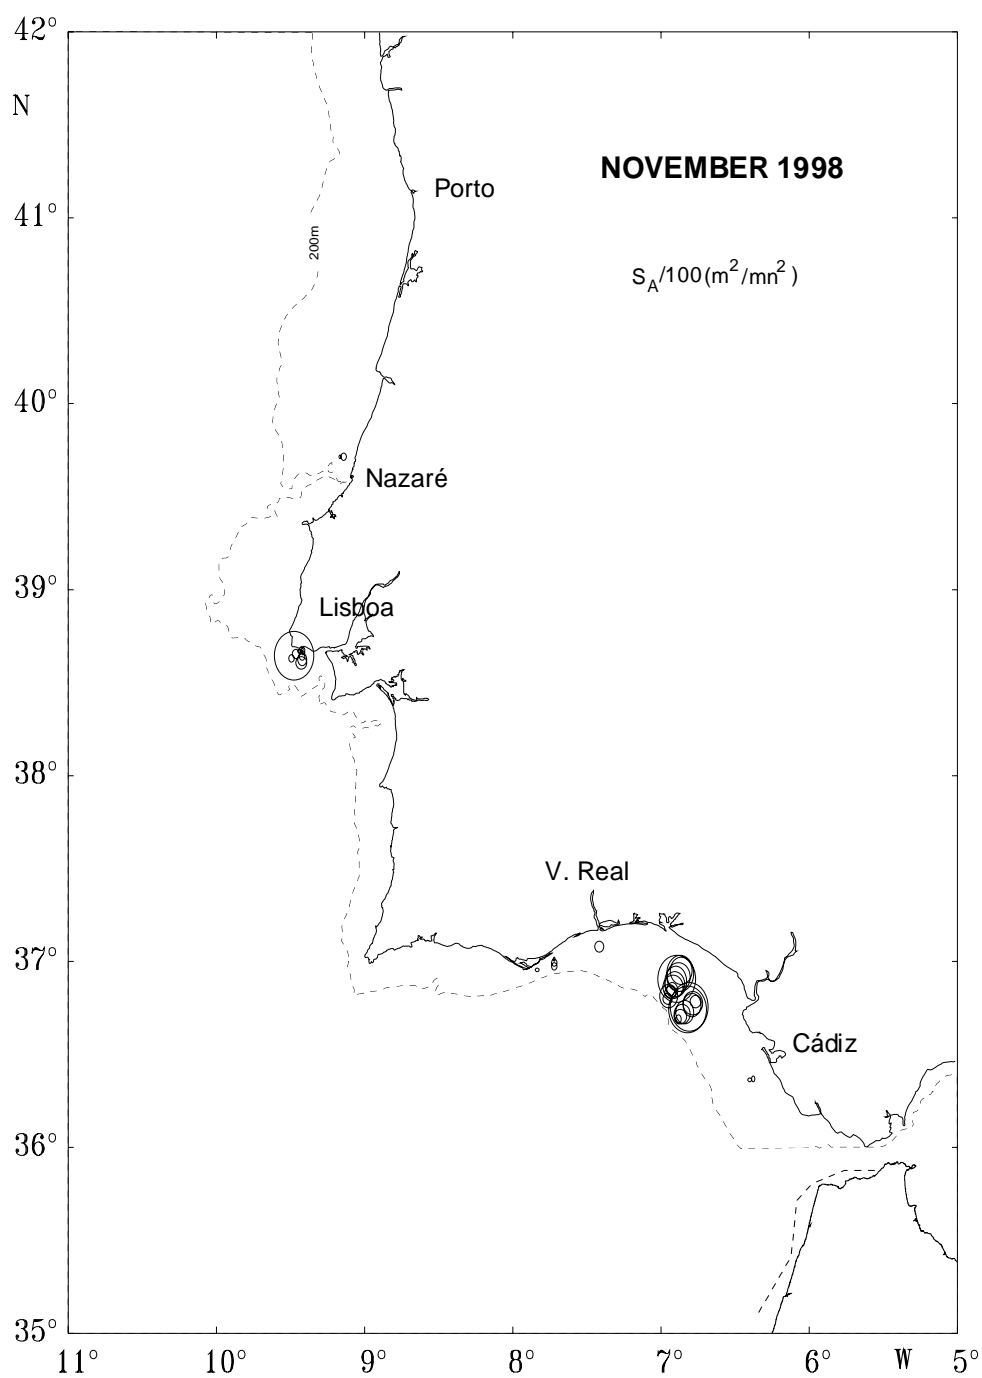 42°
N
NOVEMBER 1998
Porto
41°
200m
S_A/100(m²/mn²)
40°
Nazaré
39°
Lisboa
38°
V. Real
37°
Cádiz
36°
35°
11° 10° 9° 8° 7° W 5°